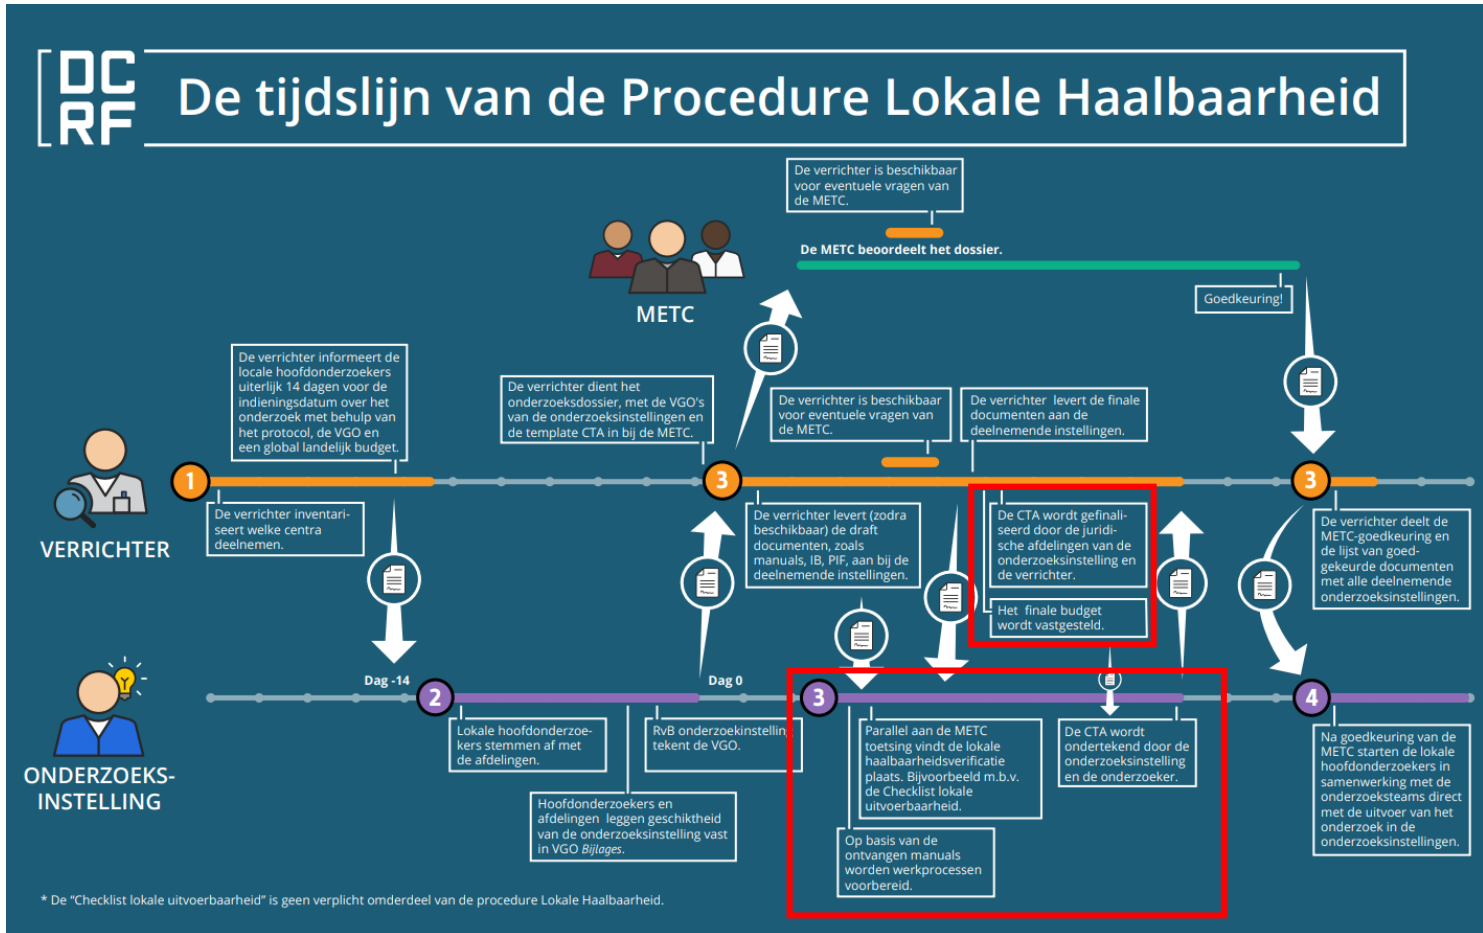 DC
RF
De tijdslijn van de Procedure Lokale Haalbaarheid
De verrichter is beschikbaar
voor eventuele vragen van
de METC.
De METC beoordeelt het dossier.
METC
Goedkeuring!
De verrichter informeert de
locale hoofdonderzoekers
uiterlijk 14 dagen voor de
indieningsdatum over het
onderzoek met behulp van
het protocol, de VGO en
een global landelijk budget.
De verrichter dient het
onderzoeksdossier, met de VGO's
van de onderzoeksinstellingen en
de template CTA in bij de METC.
De verrichter is beschikbaar
voor eventuele vragen van
de METC.
De verrichter levert de finale
documenten aan de
deelnemende instellingen.
VERRICHTER
1
3
3
De verrichter inventari-
seert welke centra
deelnemen.
De verrichter levert (zodra
beschikbaar) de draft
documenten, zoals
manuals, IB, PIF, aan bij de
deelnemende instellingen.
De CTA wordt gefinali-
seerd door de juridi-
sche afdelingen van de
onderzoeksinstelling en
de verrichter.
Het finale budget
wordt vastgesteld.
De verrichter deelt de
METC-goedkeuring en
de lijst van goed-
gekeurde documenten
met alle deelnemende
onderzoeksinstellingen.
ONDERZOEKS-
INSTELLING
Dag -14
2
Dag 0
3
4
Lokale hoofdonderzoe-
kers stemmen af met
de afdelingen.
RvB onderzoekinstelling
tekent de VGO.
Hoofdonderzoekers en
afdelingen leggen geschiktheid
van de onderzoeksinstelling vast
in VGO Bijlages.
Parallel aan de METC
toetsing vindt de lokale
haalbaarheidsverificatie
plaats. Bijvoorbeeld m.b.v.
de Checklist lokale
uitvoerbaarheid.
Op basis van de
ontvangen manuals
worden werkprocessen
voorbereid.
De CTA wordt
ondertekend door de
onderzoeksinstelling
en de onderzoeker.
Na goedkeuring van de
METC starten de lokale
hoofdonderzoekers in
samenwerking met de
onderzoeksteams direct
met de uitvoer van het
onderzoek in de
onderzoeksinstellingen.
* De “Checklist lokale uitvoerbaarheid” is geen verplicht omderdeel van de procedure Lokale Haalbaarheid.